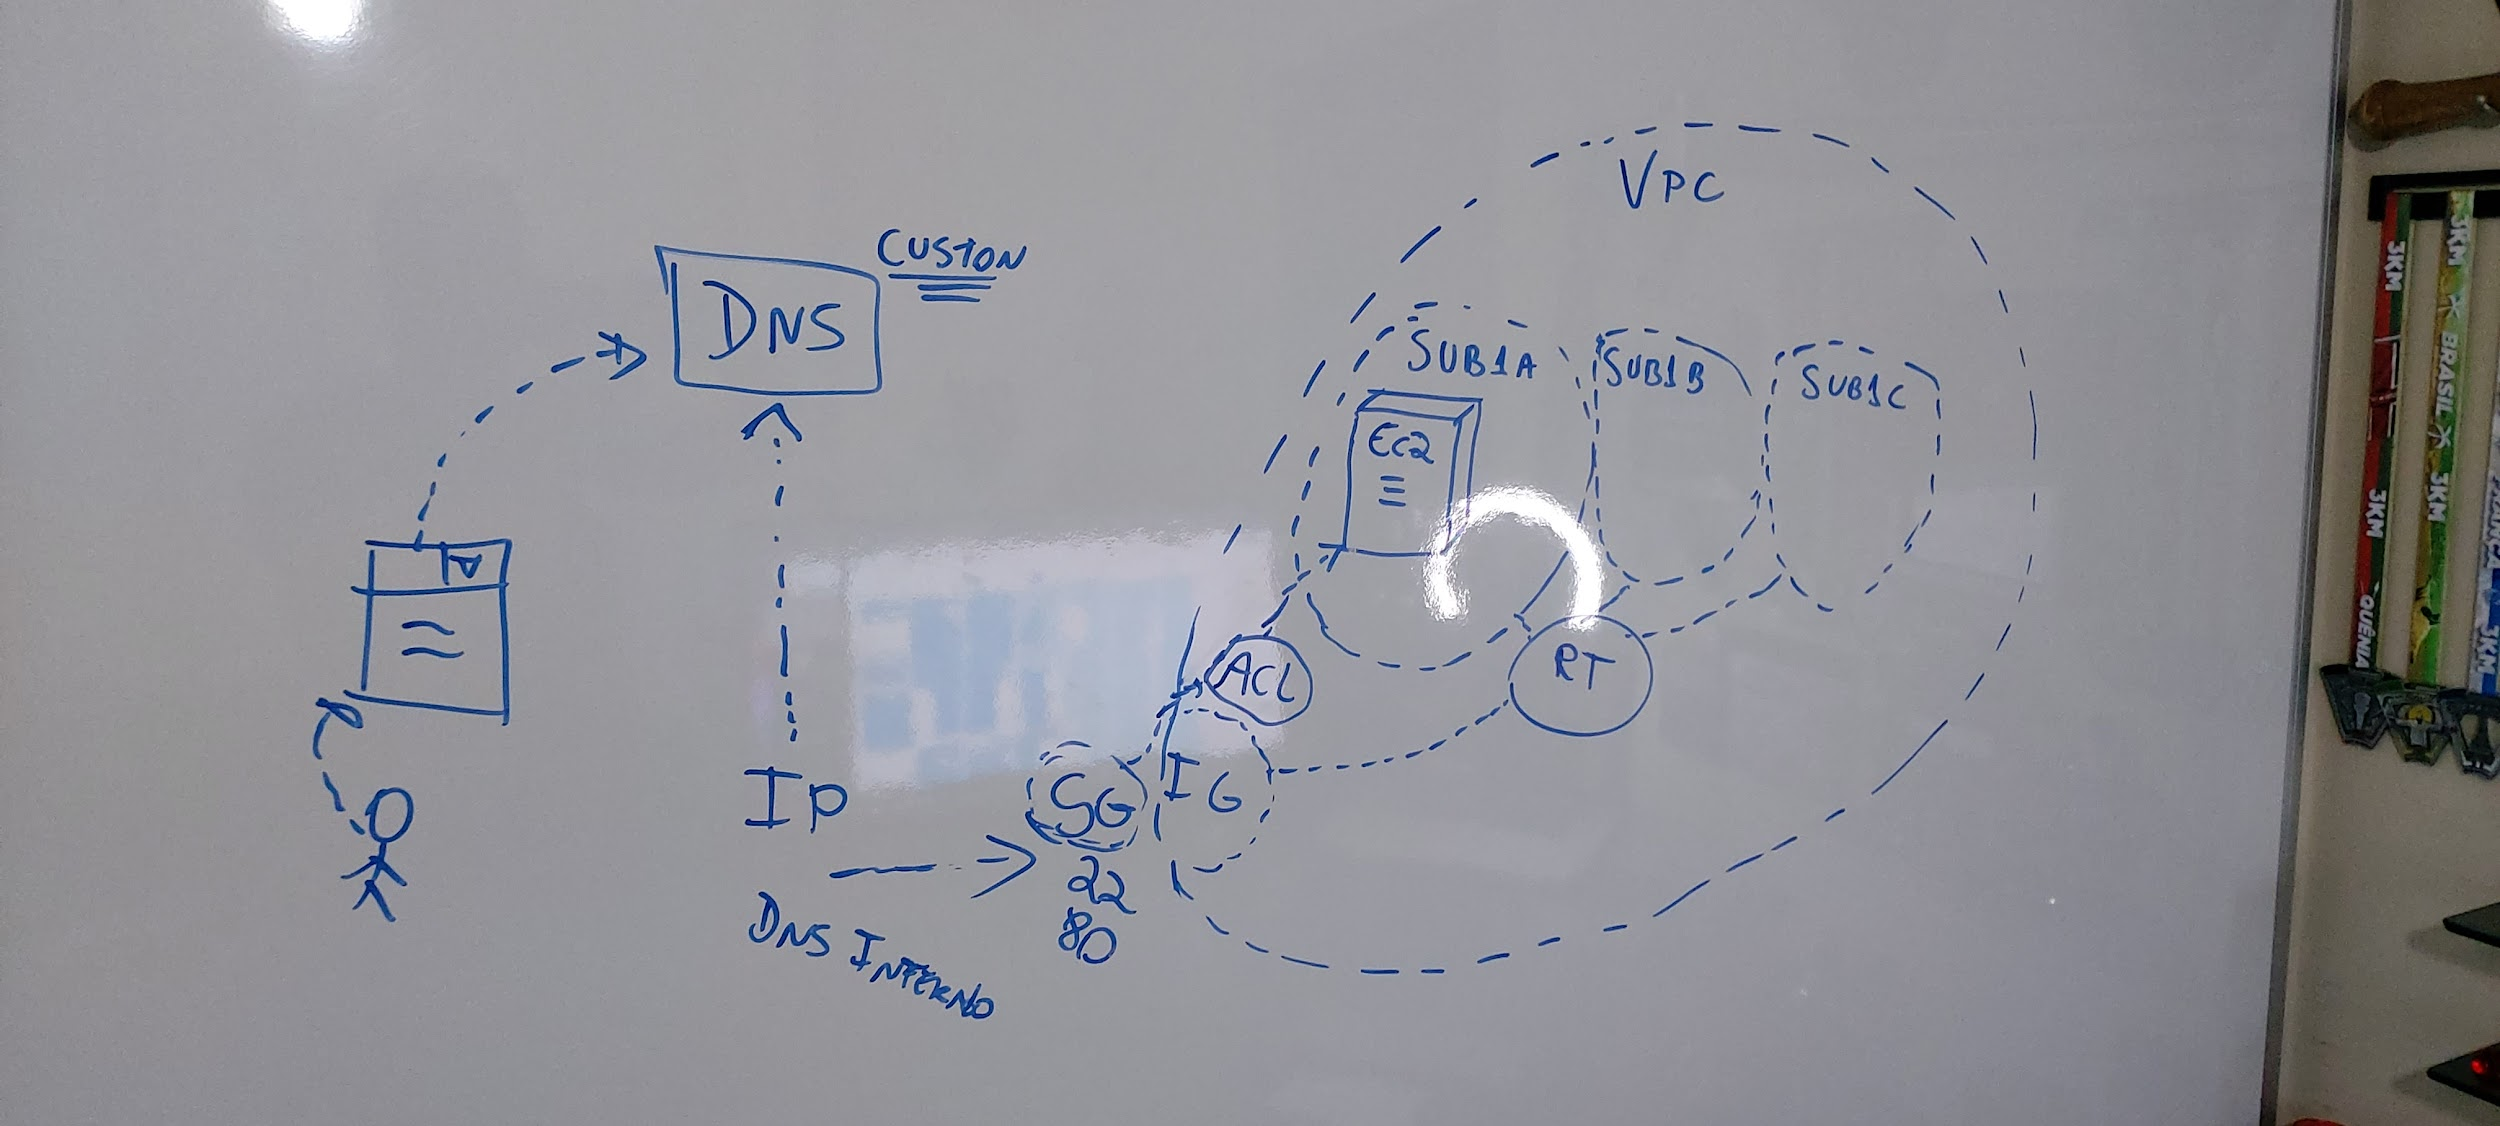 VPC
CUSTON
DNS
SUB1A
SUB1B
SUB1C
EC2
ACL
RT
IP
SG
IG
22
80
DNS INTERNO
3KM
3KM
QUÊNIA
3KM
BRASIL
3KM
3KM